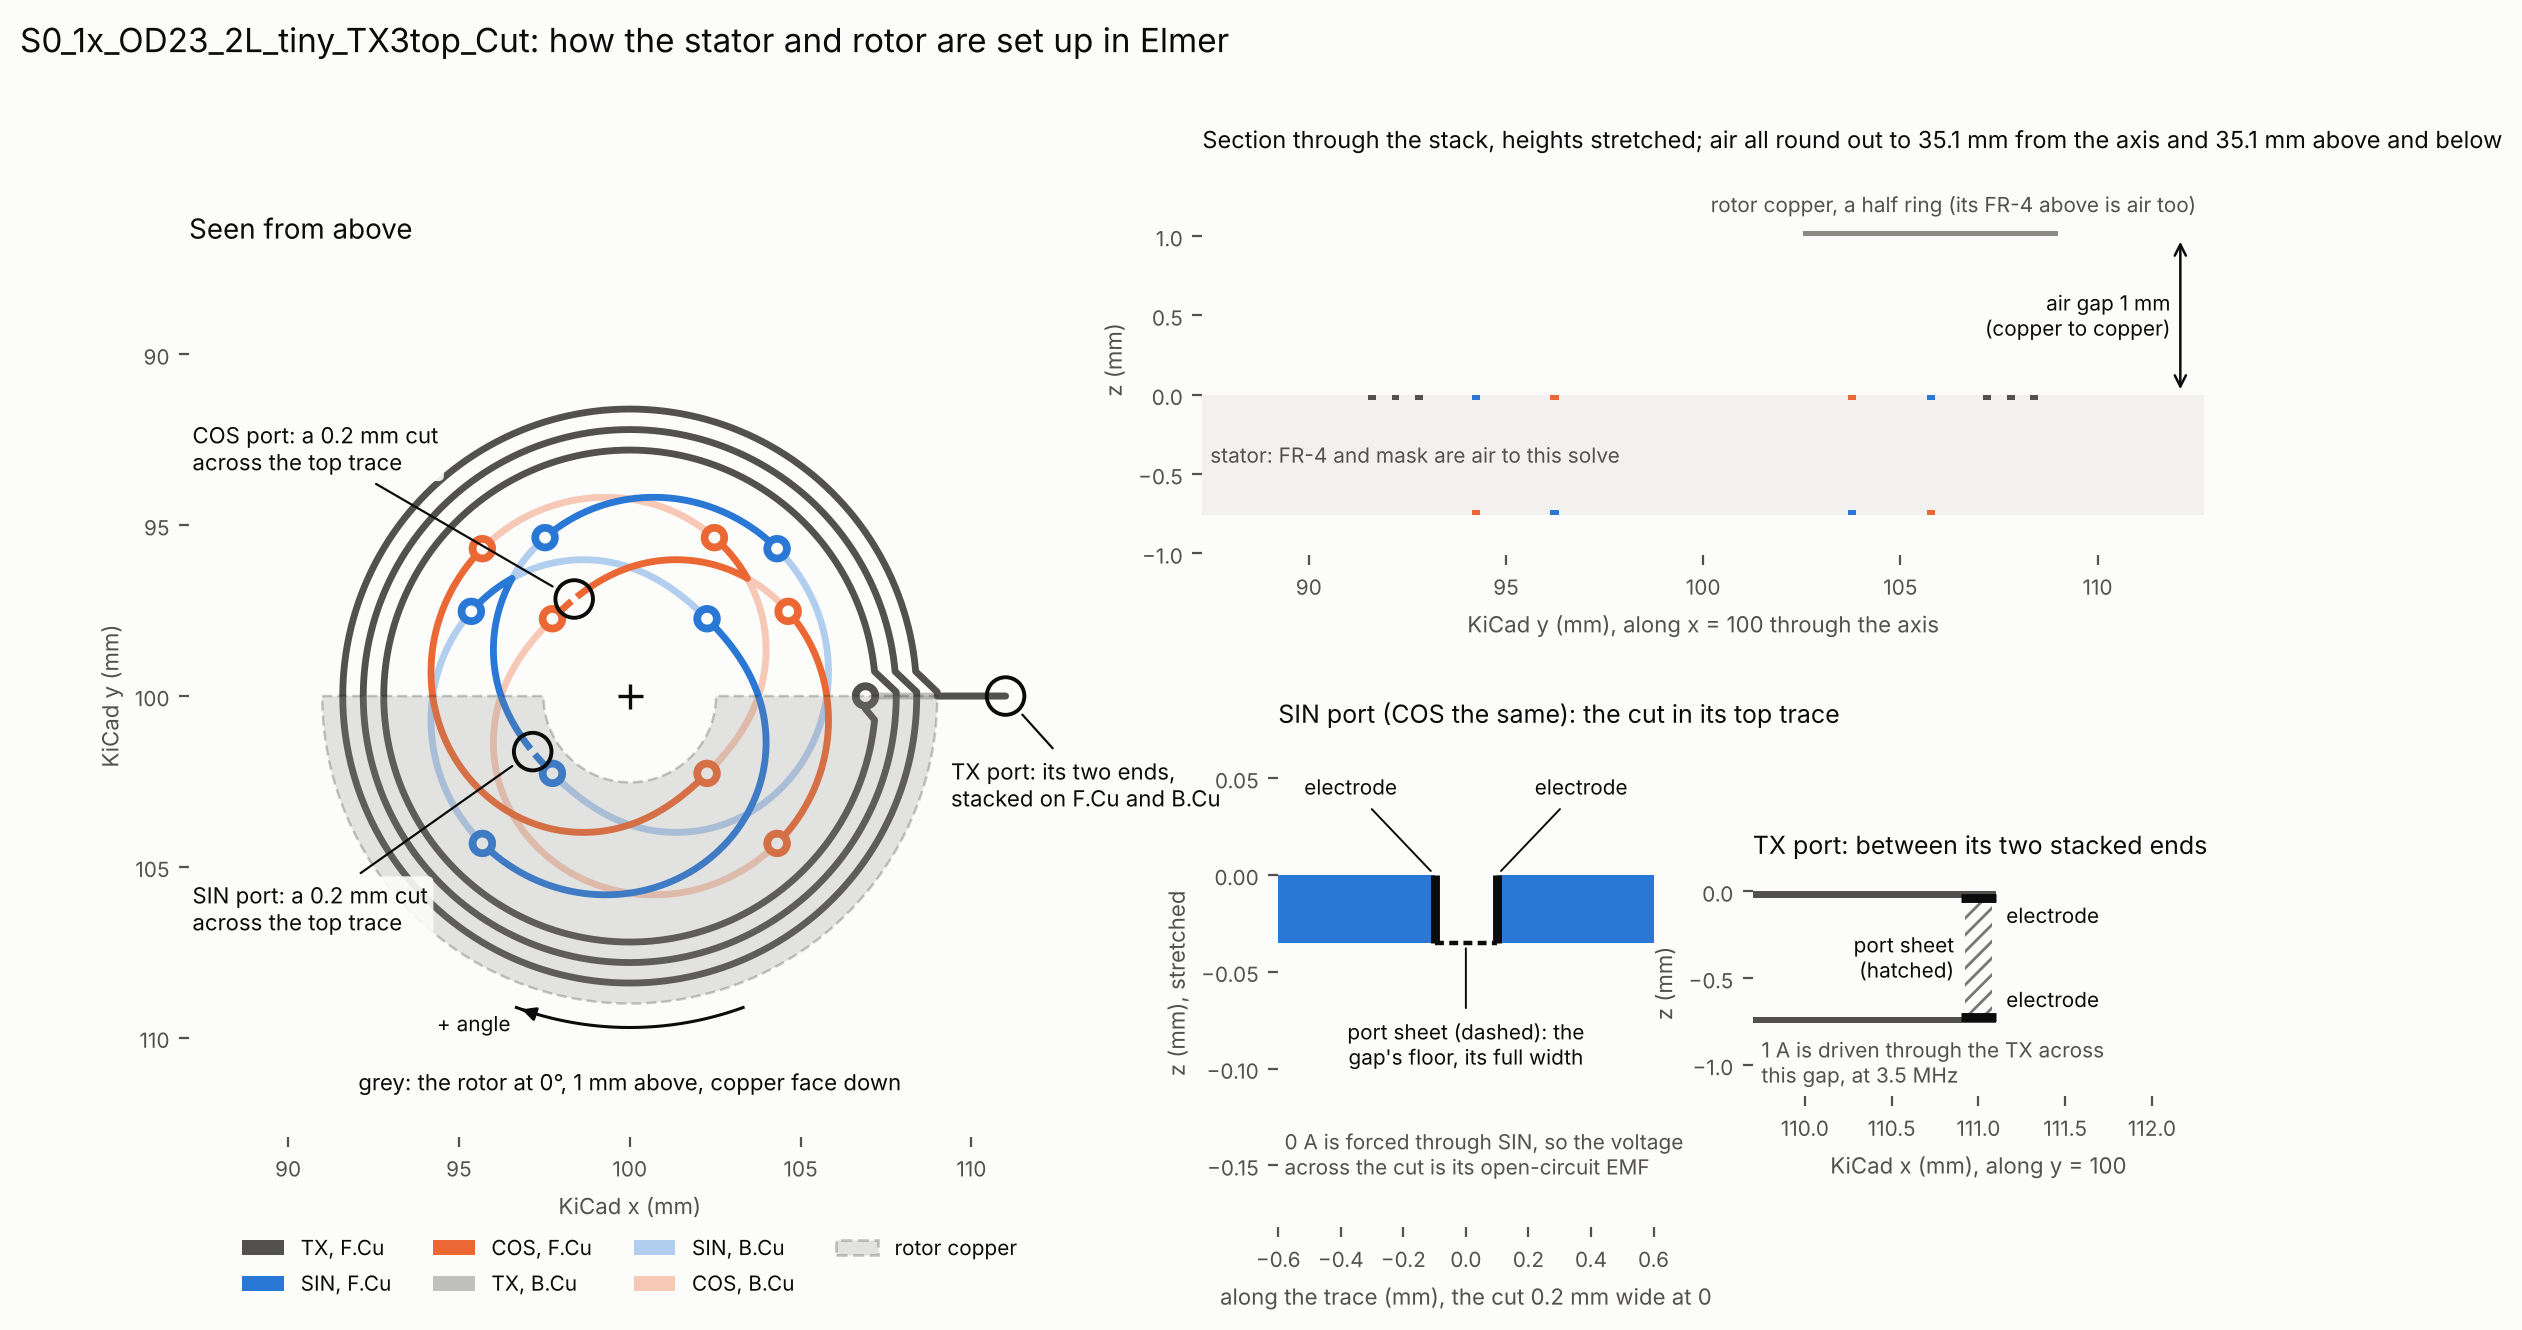 S0_1x_OD23_2L_tiny_TX3top_Cut: how the stator and rotor are set up in Elmer
Seen from above
90
95
100
105
110
KiCad y (mm)
COS port: a 0.2 mm cut
across the top trace
SIN port: a 0.2 mm cut
across the top trace
TX port: its two ends,
stacked on F.Cu and B.Cu
+ angle
grey: the rotor at 0°, 1 mm above, copper face down
90
95
100
105
110
KiCad x (mm)
TX, F.Cu
SIN, F.Cu
COS, F.Cu
TX, B.Cu
SIN, B.Cu
COS, B.Cu
rotor copper
Section through the stack, heights stretched; air all round out to 35.1 mm from the axis and 35.1 mm above and below
rotor copper, a half ring (its FR-4 above is air too)
1.0
0.5
0.0
−0.5
−1.0
z (mm)
air gap 1 mm
(copper to copper)
stator: FR-4 and mask are air to this solve
90
95
100
105
110
KiCad y (mm), along x = 100 through the axis
SIN port (COS the same): the cut in its top trace
0.05
0.00
−0.05
−0.10
−0.15
z (mm), stretched
electrode
electrode
port sheet (dashed): the
gap's floor, its full width
0 A is forced through SIN, so the voltage
across the cut is its open-circuit EMF
−0.6
−0.4
−0.2
0.0
0.2
0.4
0.6
along the trace (mm), the cut 0.2 mm wide at 0
TX port: between its two stacked ends
0.0
−0.5
−1.0
z (mm)
electrode
port sheet
(hatched)
electrode
1 A is driven through the TX across
this gap, at 3.5 MHz
110.0
110.5
111.0
111.5
112.0
KiCad x (mm), along y = 100